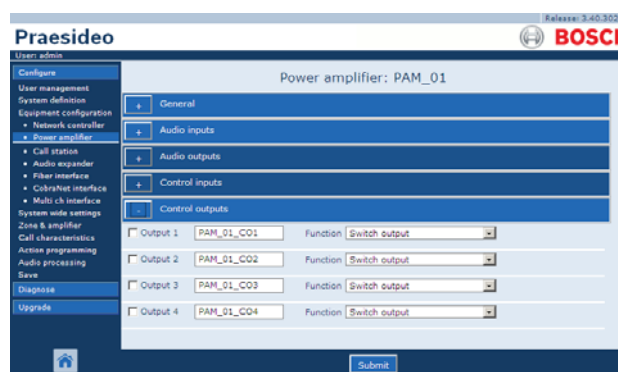 Release: 3.40.302
Praesideo
BOSCH
User: admin
Configure
User management
System definition
Equipment configuration
• Network controller
• Power amplifier
• Call station
• Audio expander
• Fiber interface
• CobraNet interface
• Multi ch interface
System wide settings
Zone & amplifier
Call characteristics
Action programming
Audio processing
Save
Diagnose
Upgrade
Power amplifier: PAM_01
+ General
+ Audio inputs
+ Audio outputs
+ Control inputs
- Control outputs
Output 1 PAM_01_CO1 Function Switch output
Output 2 PAM_01_CO2 Function Switch output
Output 3 PAM_01_CO3 Function Switch output
Output 4 PAM_01_CO4 Function Switch output
Submit